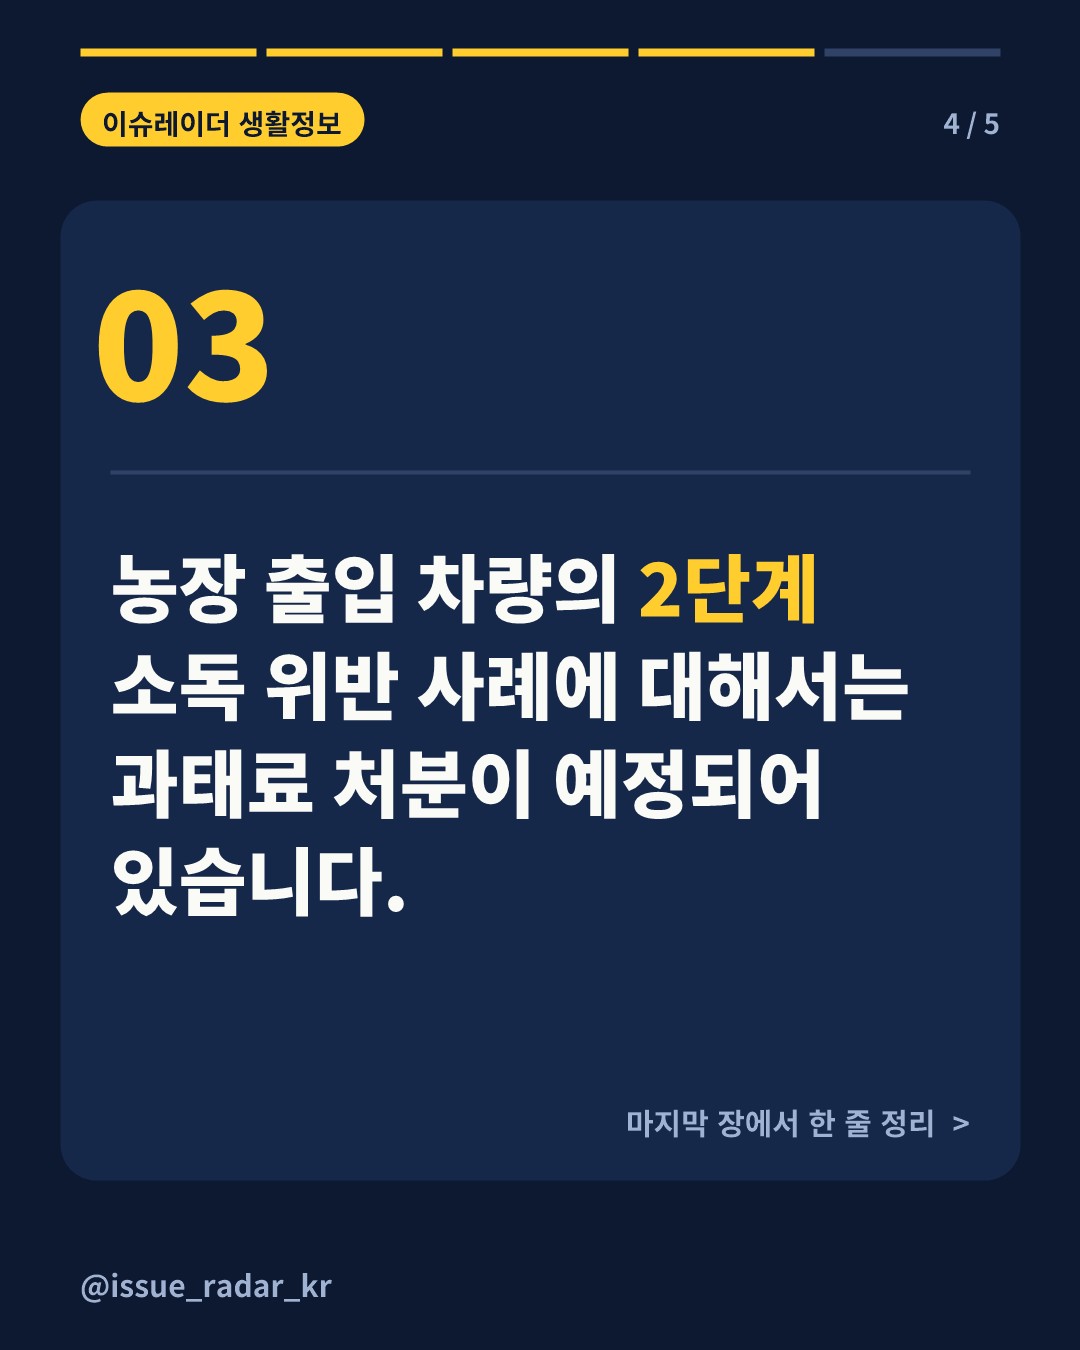 이슈레이더 생활정보
4 / 5
03
농장 출입 차량의 2단계
소독 위반 사례에 대해서는
과태료 처분이 예정되어
있습니다.
마지막 장에서 한 줄 정리 >
@issue_radar_kr